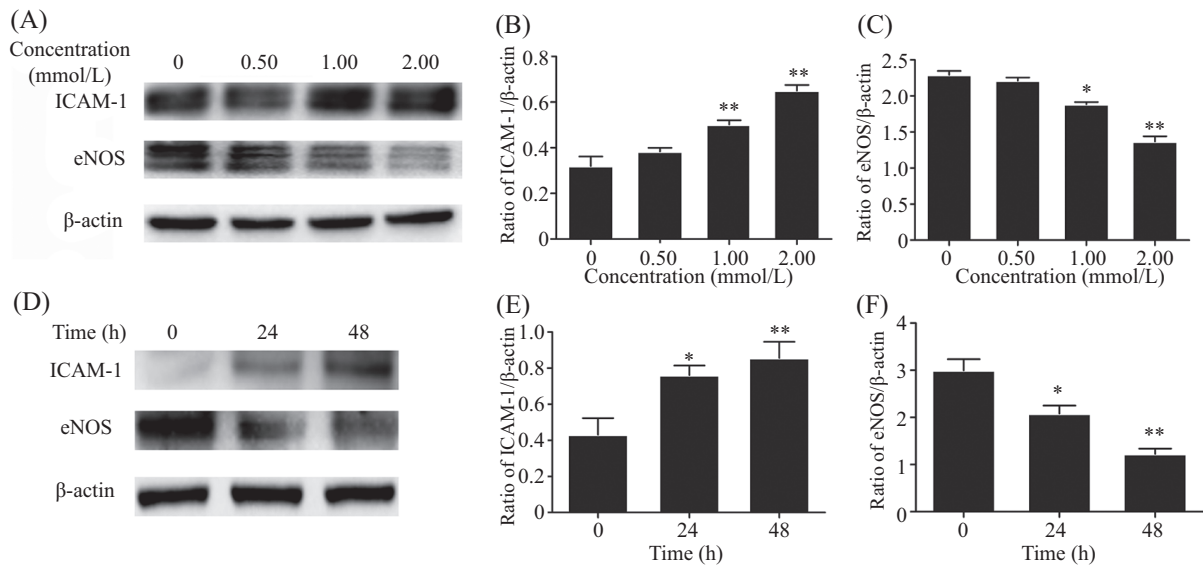 (A)
Concentration
(mmol/L)
0 0.50 1.00 2.00
ICAM-1
eNOS
β-actin
(B)
Ratio of ICAM-1/β-actin
0.8
0.6
0.4
0.2
0
** **
0 0.50 1.00 2.00
Concentration (mmol/L)
(C)
Ratio of eNOS/β-actin
2.5
2.0
1.5
1.0
0.5
0
* **
0 0.50 1.00 2.00
Concentration (mmol/L)
(D)
Time (h) 0 24 48
ICAM-1
eNOS
β-actin
(E)
Ratio of ICAM-1/β-actin
1.0
0.8
0.6
0.4
0.2
0
* **
0 24 48
Time (h)
(F)
Ratio of eNOS/β-actin
4
3
2
1
0
* **
0 24 48
Time (h)